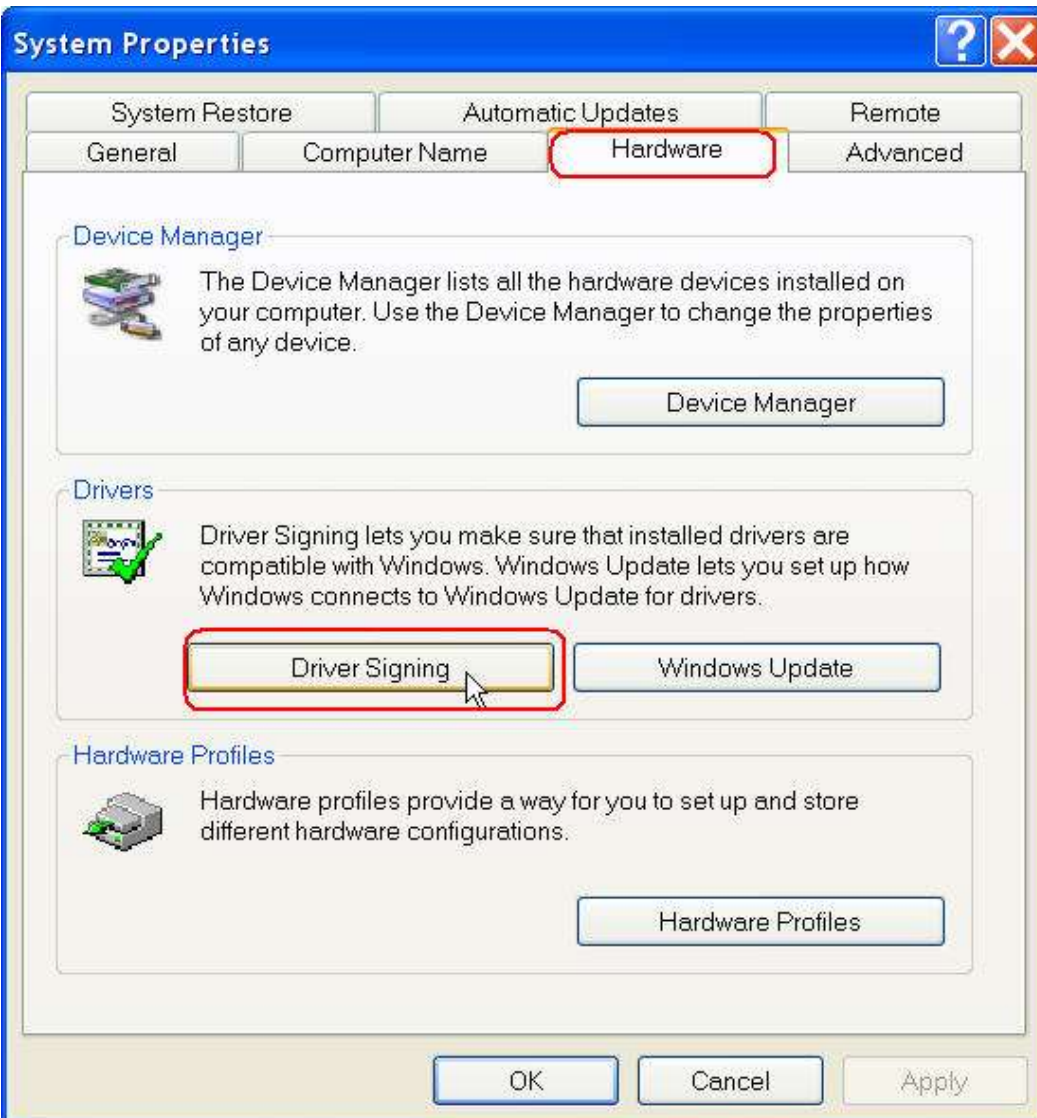 System Properties
System Restore
Automatic Updates
Remote
General
Computer Name
Hardware
Advanced
Device Manager
The Device Manager lists all the hardware devices installed on
your computer. Use the Device Manager to change the properties
of any device.
Device Manager
Drivers
Driver Signing lets you make sure that installed drivers are
compatible with Windows. Windows Update lets you set up how
Windows connects to Windows Update for drivers.
Driver Signing
Windows Update
Hardware Profiles
Hardware profiles provide a way for you to set up and store
different hardware configurations.
Hardware Profiles
OK
Cancel
Apply